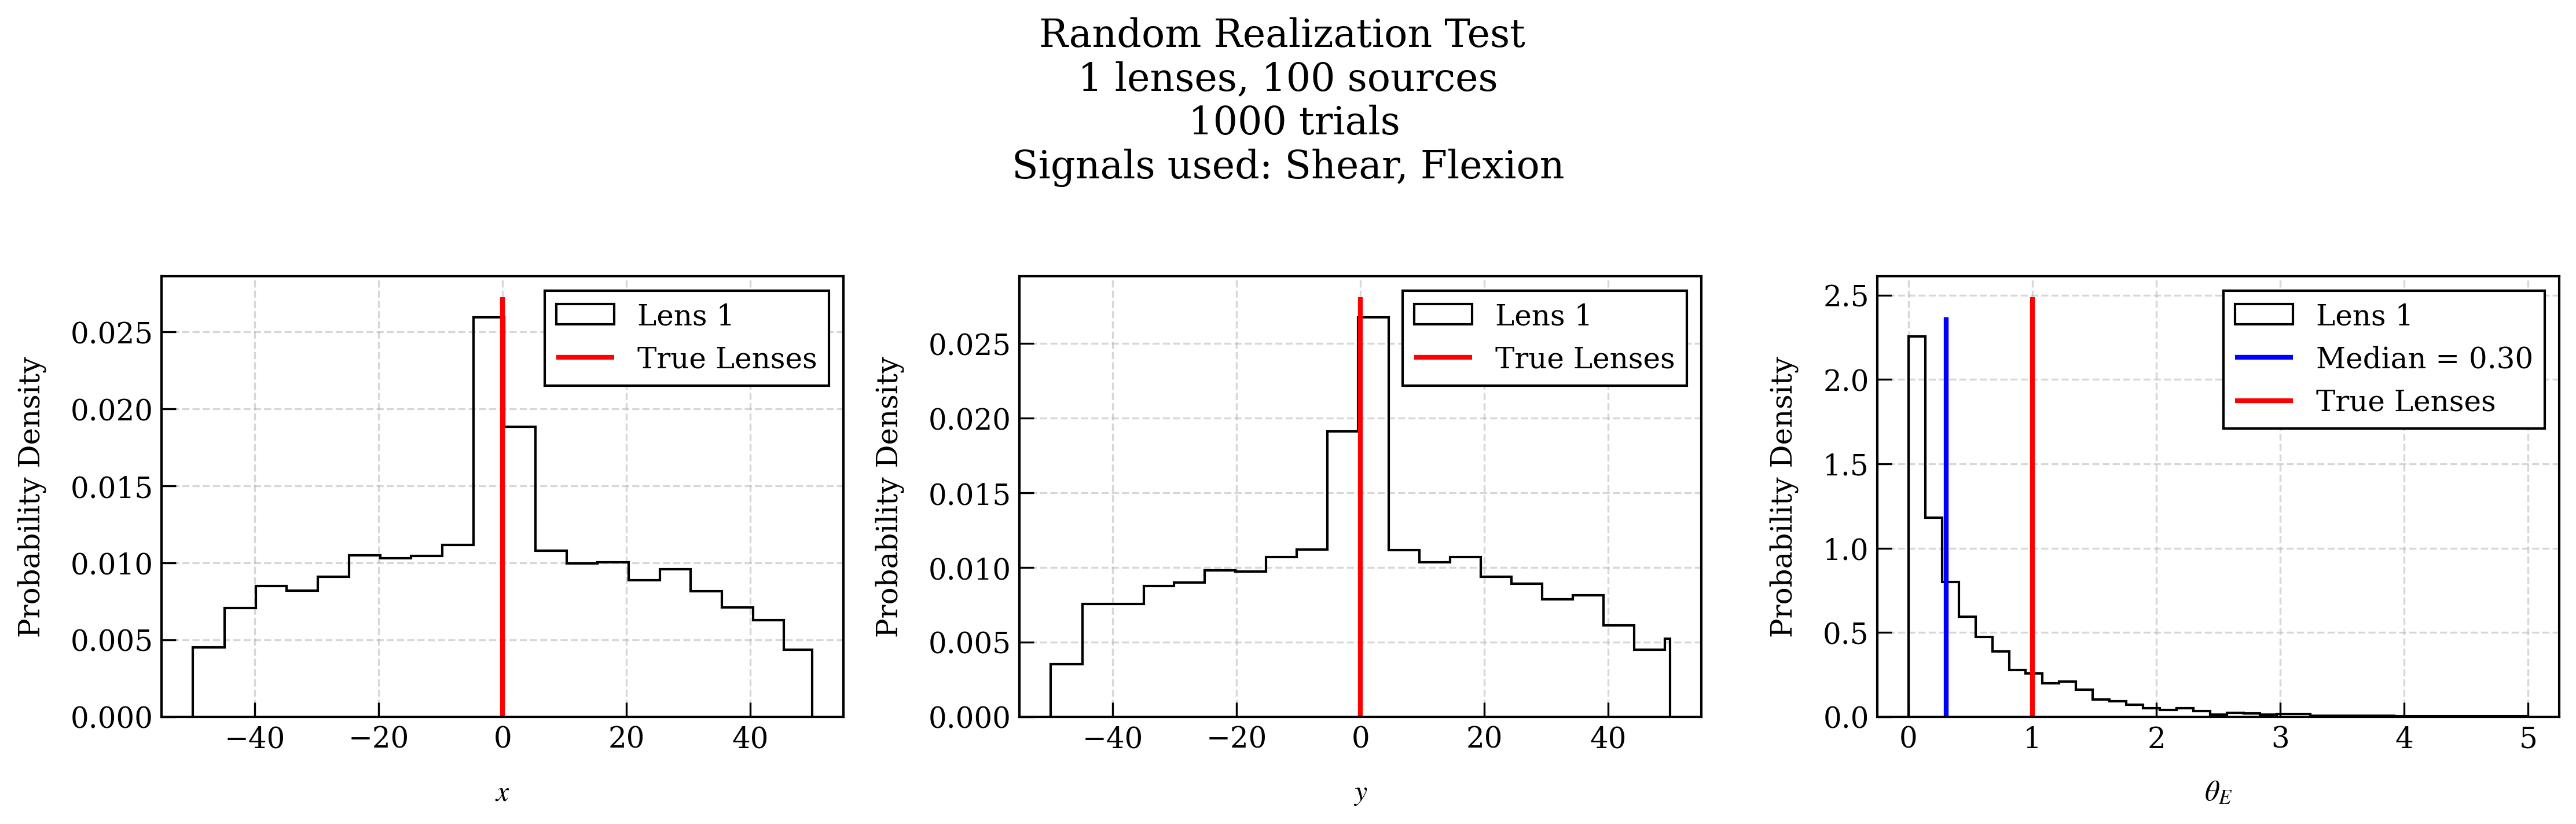 Random Realization Test
1 lenses, 100 sources
1000 trials
Signals used: Shear, Flexion
Probability Density
0.025
0.020
0.015
0.010
0.005
0.000
−40 −20 0 20 40
x
Lens 1
True Lenses
Probability Density
0.025
0.020
0.015
0.010
0.005
0.000
−40 −20 0 20 40
y
Lens 1
True Lenses
Probability Density
2.5
2.0
1.5
1.0
0.5
0.0
0 1 2 3 4 5
θE
Lens 1
Median = 0.30
True Lenses